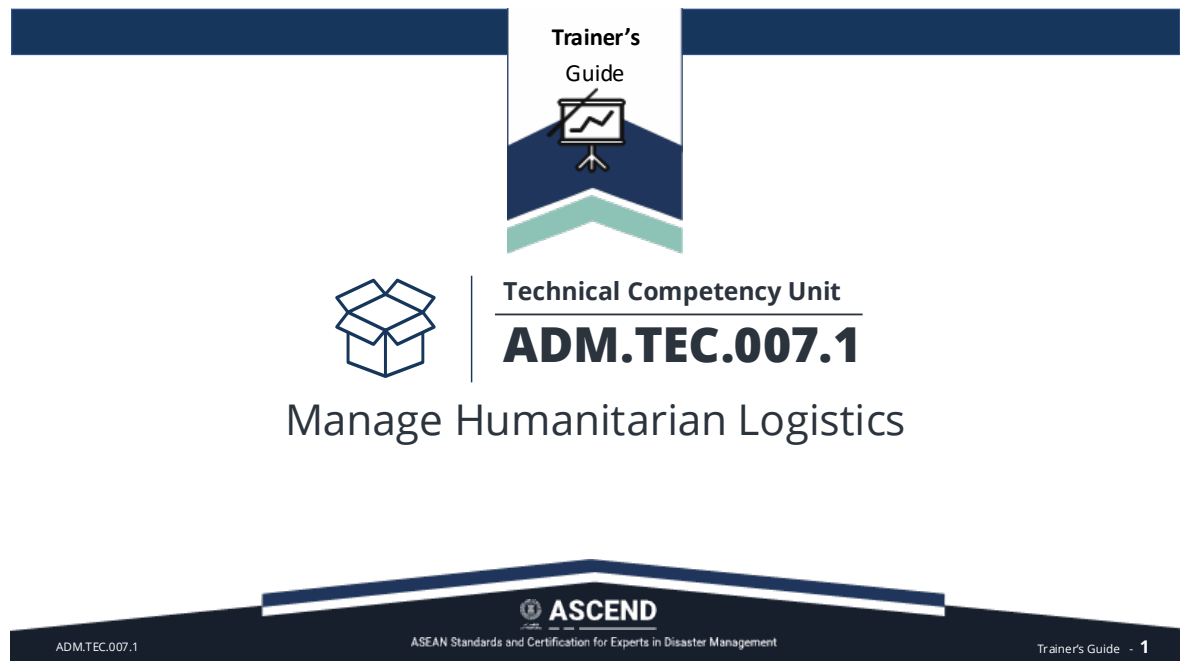 Trainer's
Guide
Technical Competency Unit
ADM.TEC.007.1
Manage Humanitarian Logistics
ASCEND
ASEAN Standards and Certification for Experts in Disaster Management
ADM.TEC.007.1
Trainer's Guide - 1